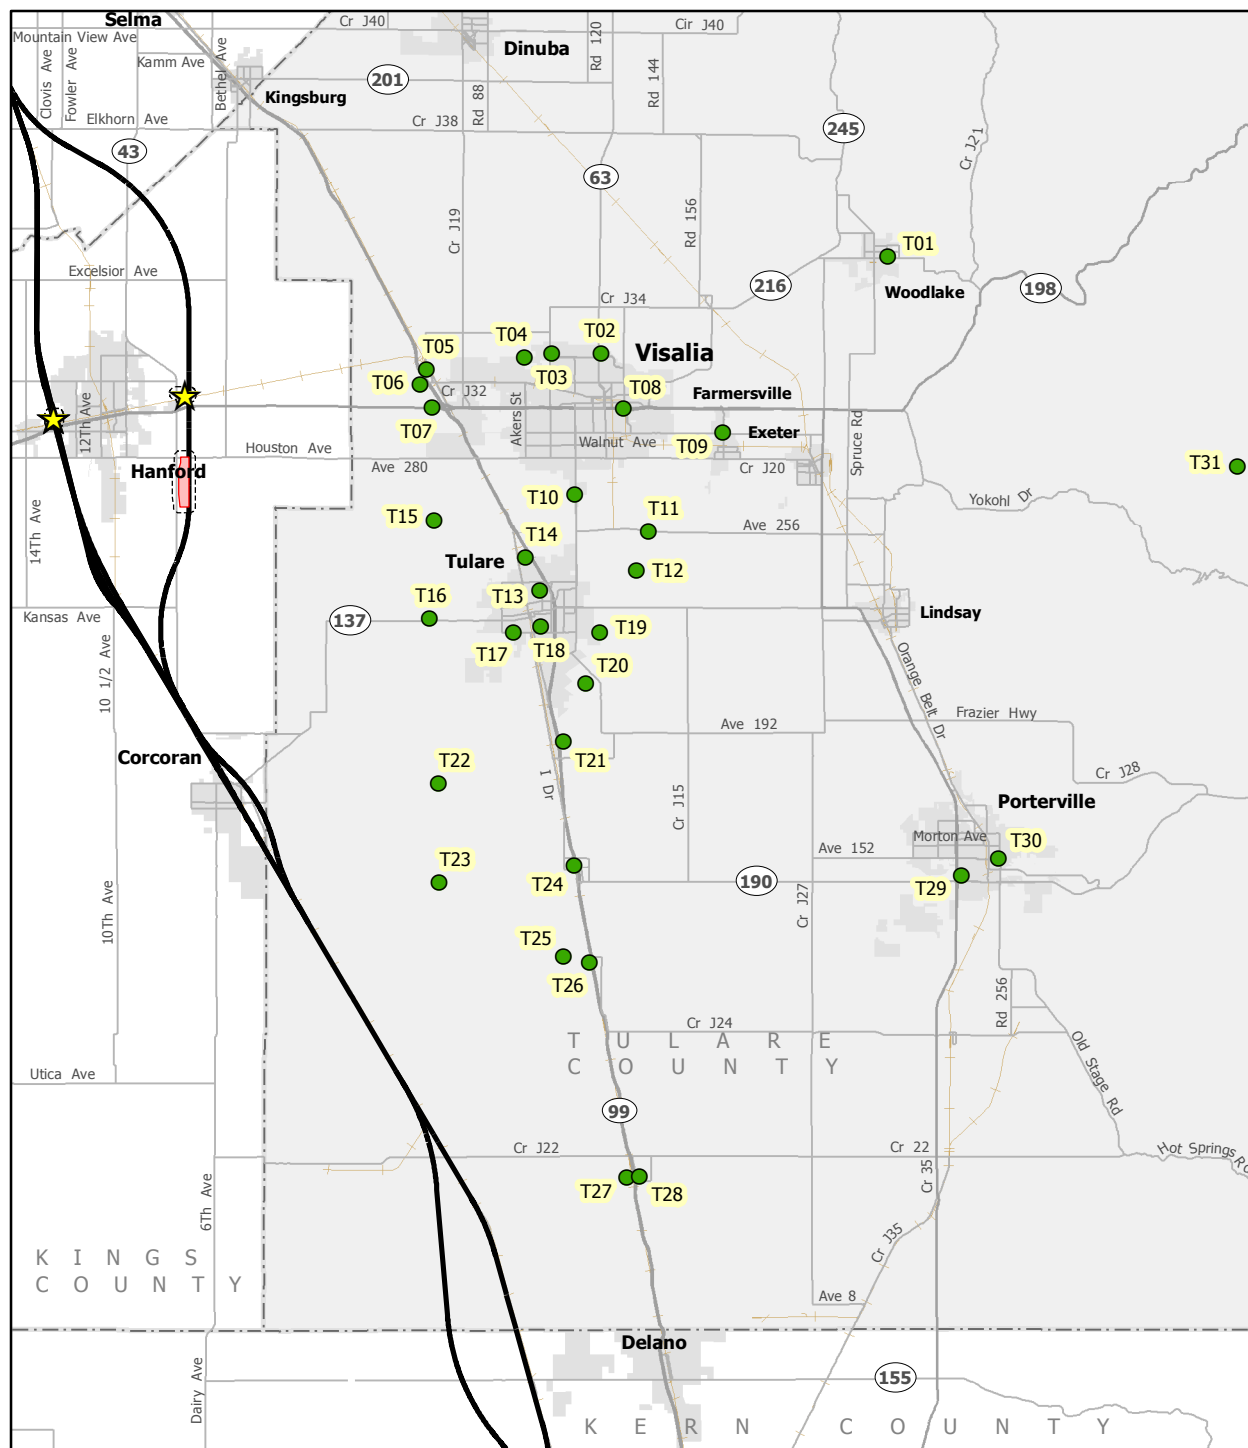 Selma
Cr J40
Rd 120
Cir J40
Mountain View Ave
Dinuba
Clovis Ave
Fowler Ave
Kamm Ave
Bethel Ave
201
Rd 88
Rd 144
Kingsburg
Elkhorn Ave
Cr J38
245
43
Cr J21
63
Cr J19
Rd 156
T01
Excelsior Ave
216
Woodlake
198
Cr J34
T04
T02
T05
Visalia
T03
T06
Cr J32
T08
Farmersville
12Th Ave
T07
Akers St
Walnut Ave
T09
Exeter
Spruce Rd
Houston Ave
Ave 280
Cr J20
T31
Hanford
T10
Yokohl Dr
14Th Ave
T15
T11
Ave 256
T14
Tulare
T12
T16
T13
Kansas Ave
137
Lindsay
T19
T17
T18
10 1/2 Ave
T20
Orange Belt Dr
Frazier Hwy
Ave 192
Corcoran
T22
T21
Cr J28
I Dr
Cr J15
Porterville
Morton Ave
T30
Ave 152
T23
T24
190
T29
10Th Ave
Cr J27
T25
T26
Rd 256
Cr J24
TULARE
COUNTY
Old Stage Rd
Utica Ave
99
Cr J22
Cr 22
Hot Springs Rd
T27
T28
Cr 35
6Th Ave
Cr J35
KINGS
COUNTY
Ave 8
Delano
Dairy Ave
155
KERN COUNTY